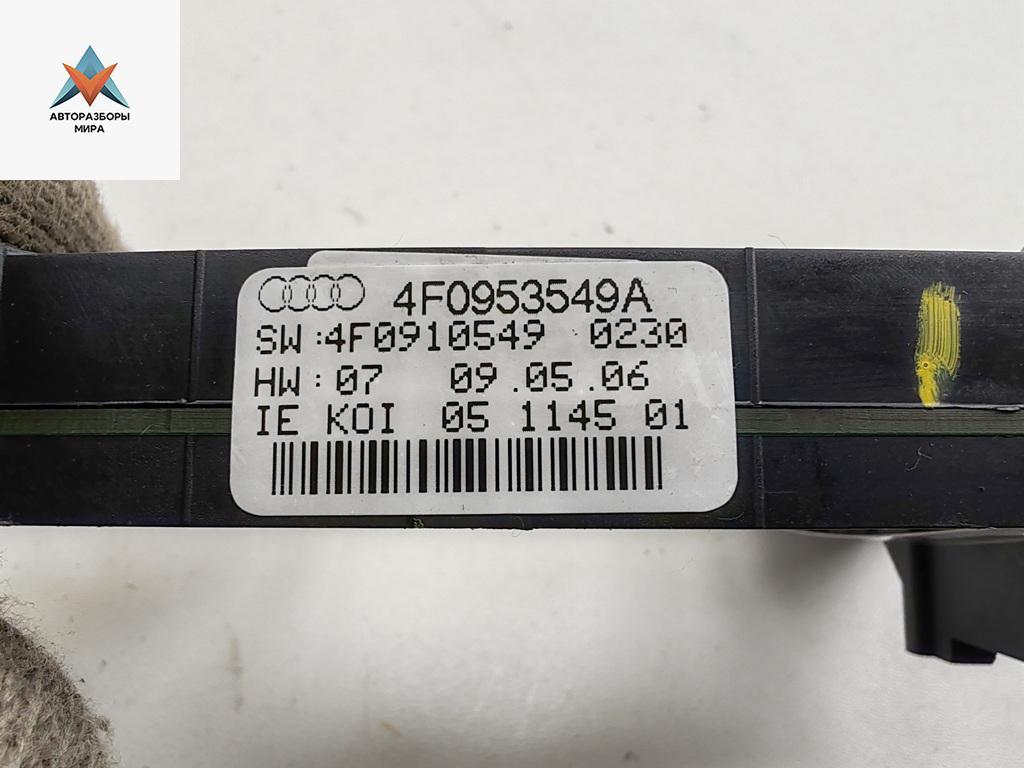 АВТОРАЗБОРЫ
МИРА
4F0953549A
SW:4F0910549 0230
HW:07 09.05.06
IE KOI 05 1145 01